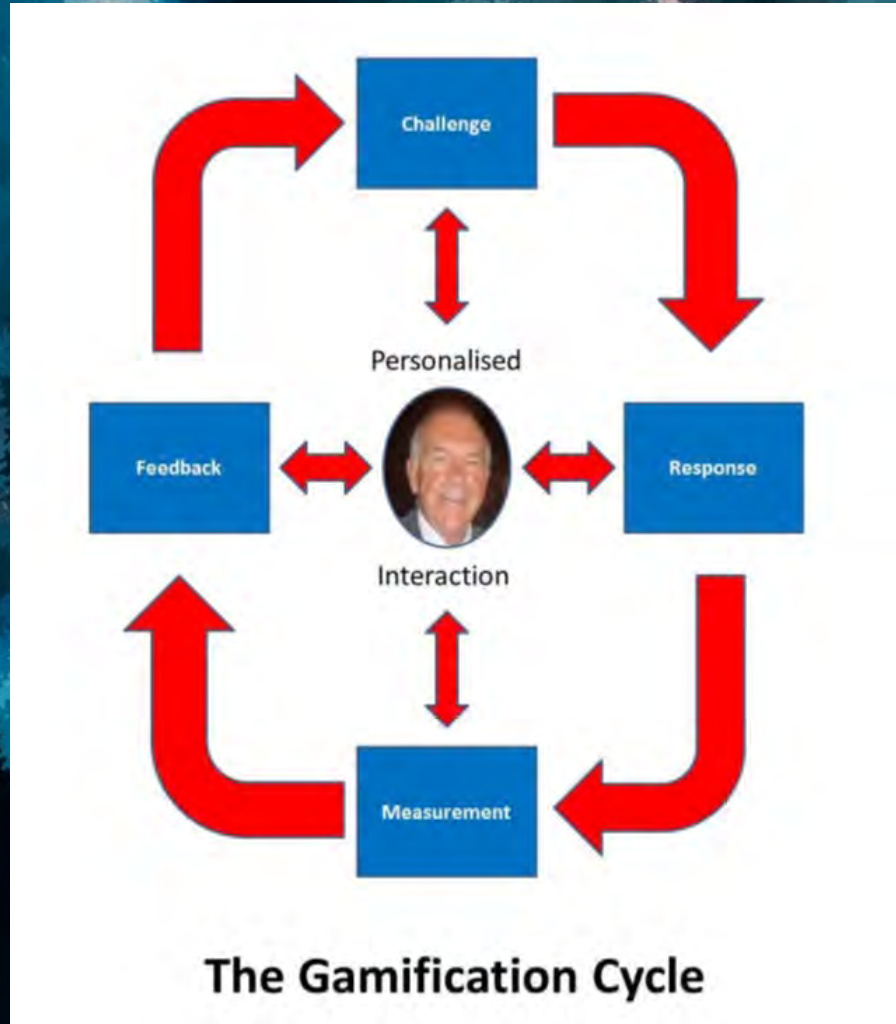 Challenge
Personalised
Feedback
Response
Interaction
Measurement
The Gamification Cycle